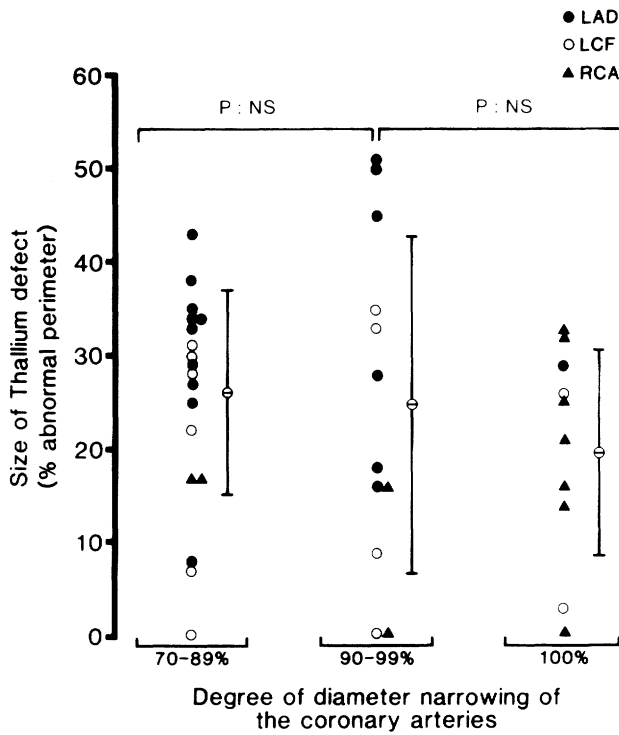 ● LAD
○ LCF
▲ RCA
P : NS
P : NS
60
50
40
30
20
10
0
Size of Thallium defect
(% abnormal perimeter)
70-89%
90-99%
100%
Degree of diameter narrowing of
the coronary arteries